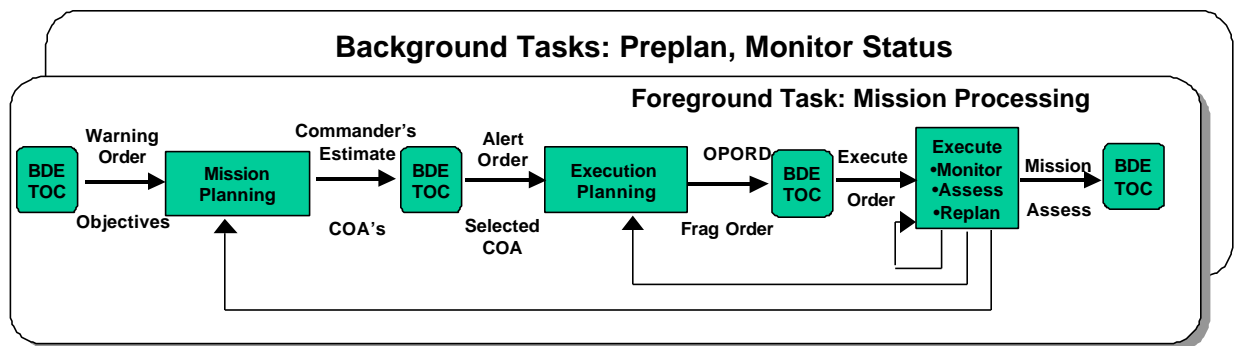 Background Tasks: Preplan, Monitor Status
Foreground Task: Mission Processing
BDE
TOC
Warning
Order
Objectives
Mission
Planning
Commander's
Estimate
COA's
BDE
TOC
Alert
Order
Selected
COA
Execution
Planning
OPORD
Frag Order
BDE
TOC
Execute
Order
Execute
•Monitor
•Assess
•Replan
Mission
Assess
BDE
TOC